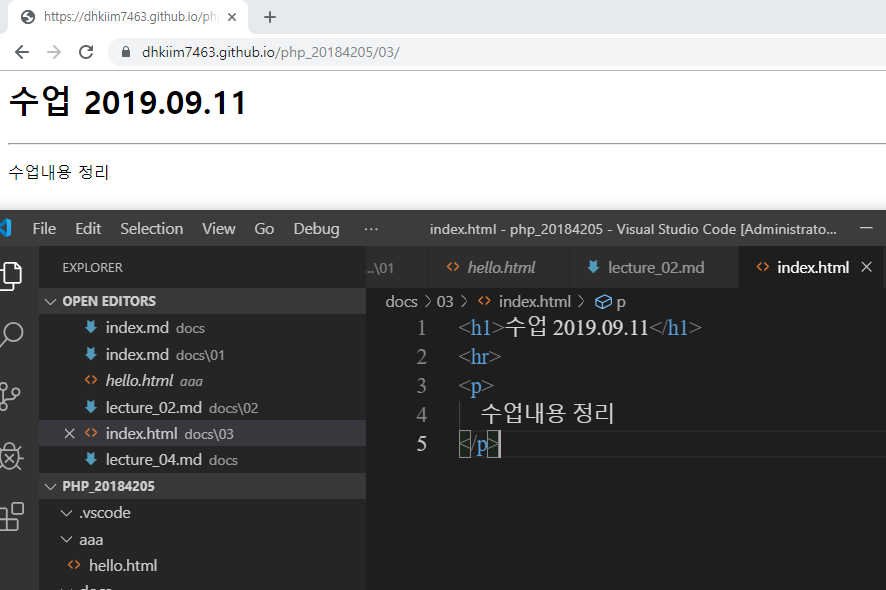 https://dhkiim7463.github.io/php
dhkiim7463.github.io/php_20184205/03/
수업 2019.09.11
수업내용 정리
File Edit Selection View Go Debug ··· index.html - php_20184205 - Visual Studio Code [Administrato...
EXPLORER
...\01 hello.html lecture_02.md index.html
OPEN EDITORS
docs > 03 > index.html > p
index.md docs
index.md docs\01
hello.html aaa
lecture_02.md docs\02
index.html docs\03
lecture_04.md docs
PHP_20184205
.vscode
aaa
hello.html
1 <h1>수업 2019.09.11</h1>
2 <hr>
3 <p>
4 수업내용 정리
5 </p>